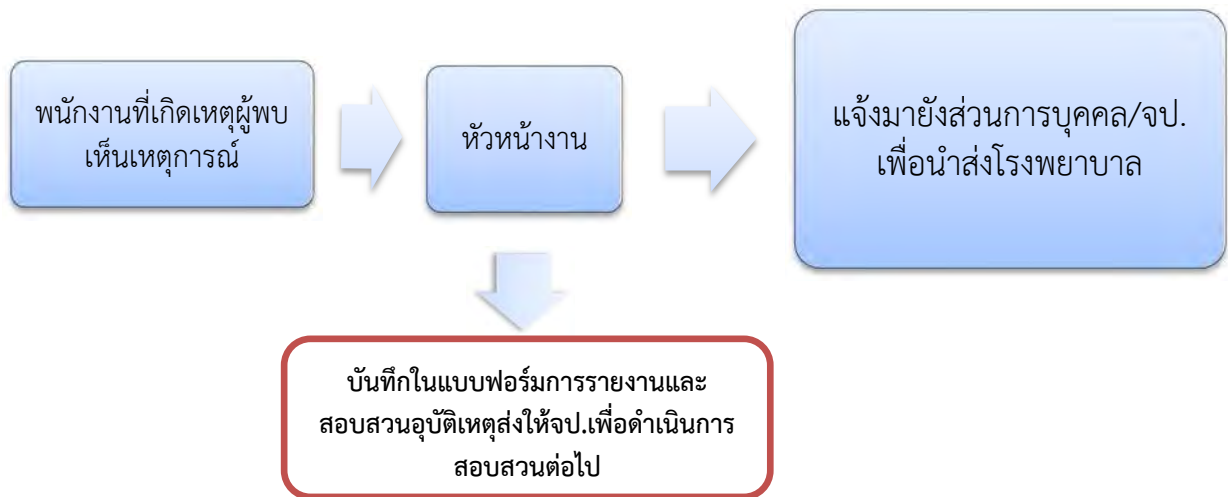 พนักงานที่เกิดเหตุผู้พบ
เห็นเหตุการณ์
หัวหน้างาน
แจ้งมายังส่วนการบุคคล/จป.
เพื่อนำส่งโรงพยาบาล
บันทึกในแบบฟอร์มการรายงานและ
สอบสวนอุบัติเหตุส่งให้จป.เพื่อดำเนินการ
สอบสวนต่อไป